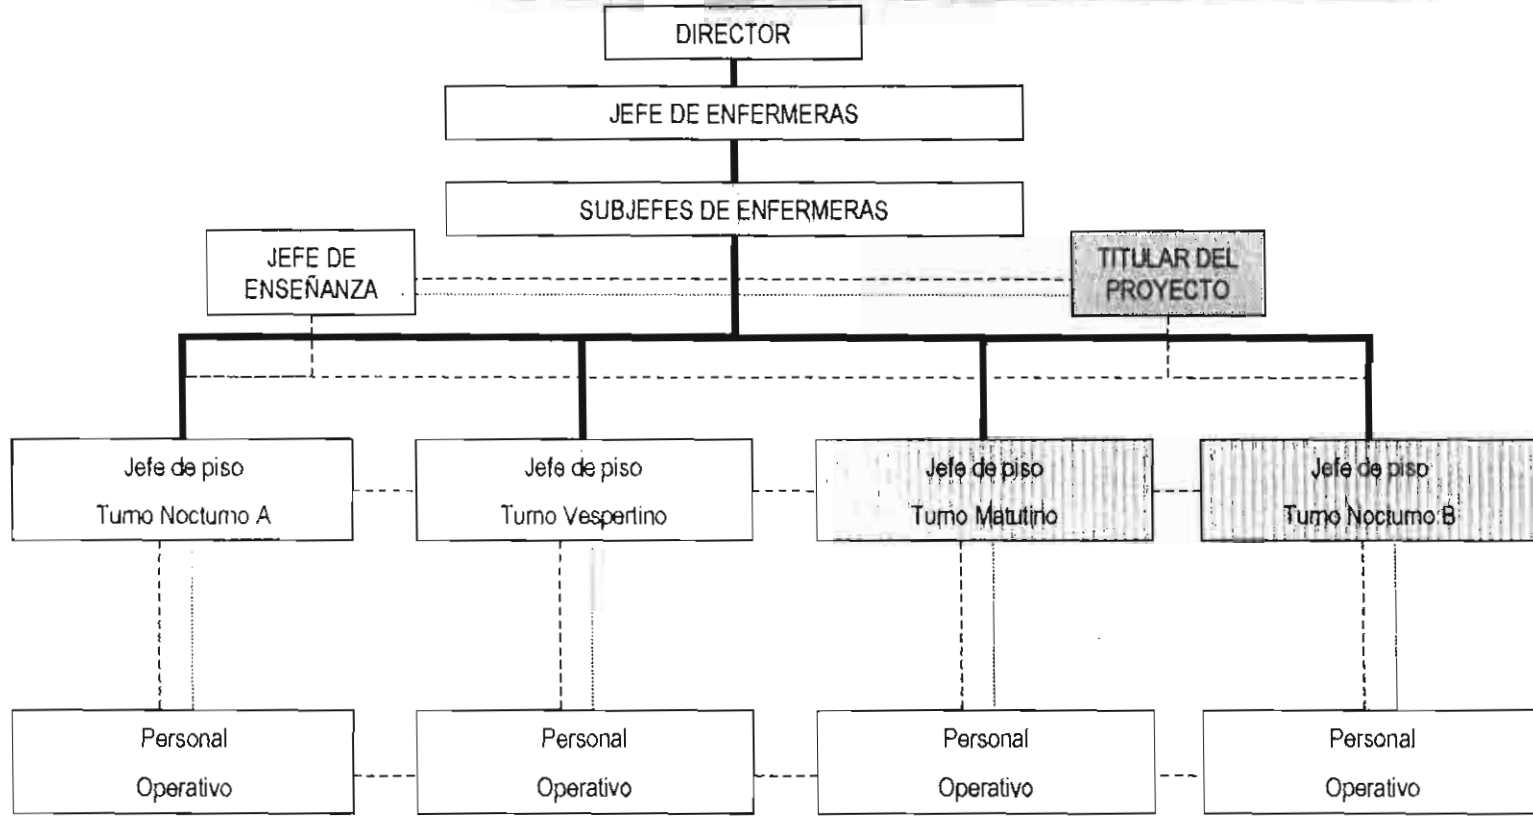 DIRECTOR
JEFE DE ENFERMERAS
SUBJEFES DE ENFERMERAS
JEFE DE
ENSEÑANZA
TITULAR DEL
PROYECTO
Jefe de piso
Turno Nocturno A
Jefe de piso
Turno Vespertino
Jefe de piso
Turno Matutino
Jefe de piso
Turno Nocturno B
Personal
Operativo
Personal
Operativo
Personal
Operativo
Personal
Operativo